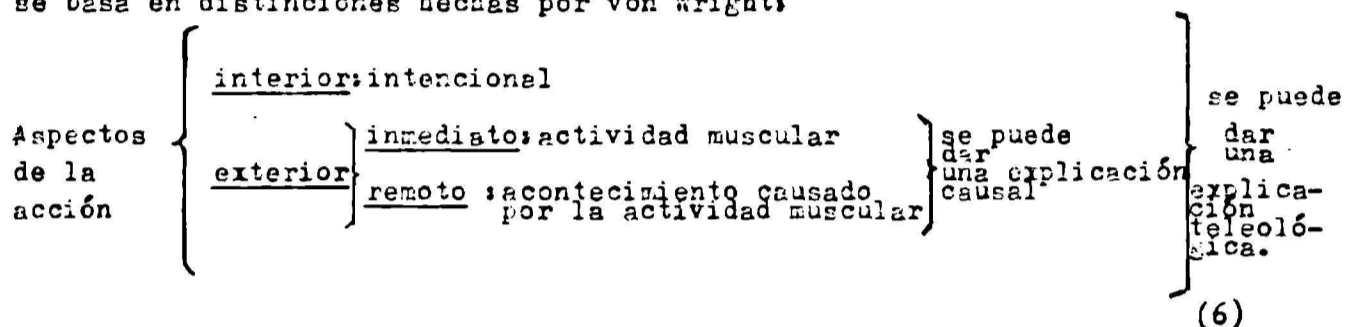 se basa en distinciones hechas por von Wright:
interior: intencional
Aspectos
de la
acción
exterior
inmediato: actividad muscular
remoto : acontecimiento causado
por la actividad muscular
se puede
dar
una explicación
causal
se puede
dar
una
explica-
ción
teleoló-
gica.
(6)